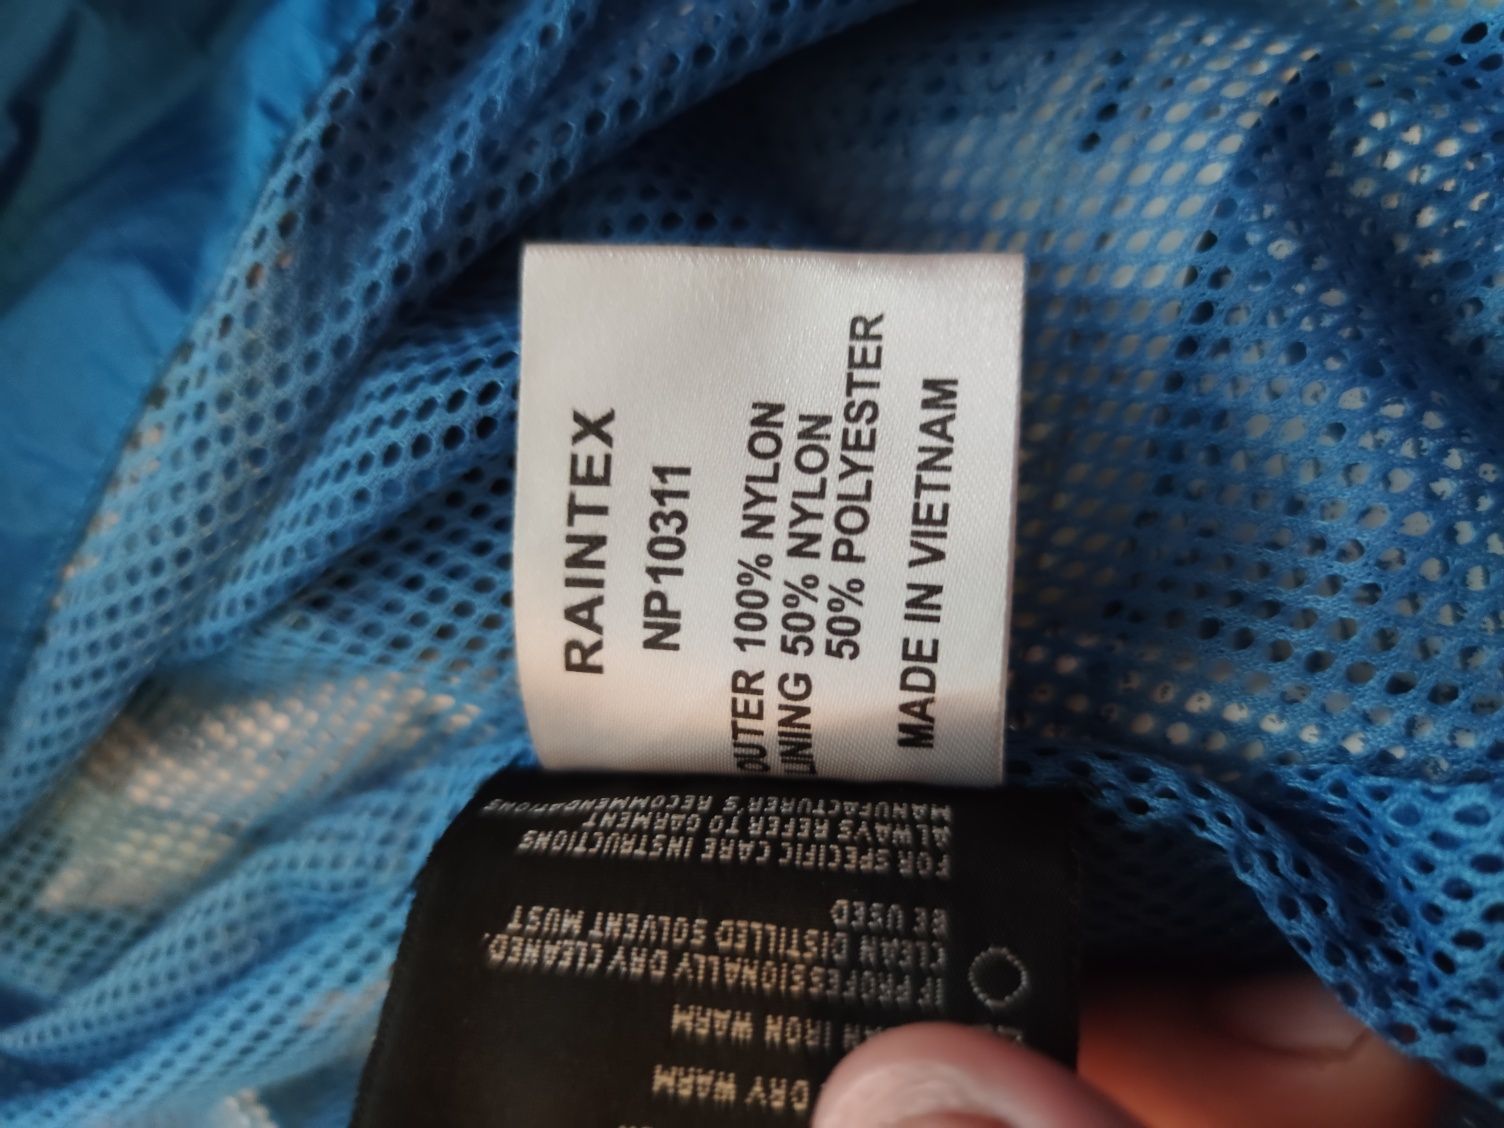 RAINTEX
NP10311
OUTER 100% NYLON
LINING 50% NYLON
50% POLYESTER
MADE IN VIETNAM
DRY WARM
IRON WARM
IF PROFESSIONALLY DRY CLEANED,
CLEAN DISTILLED SOLVENT MUST
BE USED
FOR SPECIFIC CARE INSTRUCTIONS
ALWAYS REFER TO GARMENT
MANUFACTURER'S RECOMMENDATIONS